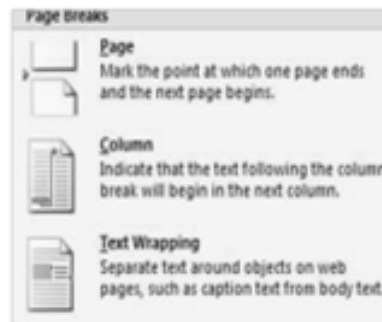 Page Breaks
Page
Mark the point at which one page ends
and the next page begins.
Column
Indicate that the text following the column
break will begin in the next column.
Text Wrapping
Separate text around objects on web
pages, such as caption text from body text